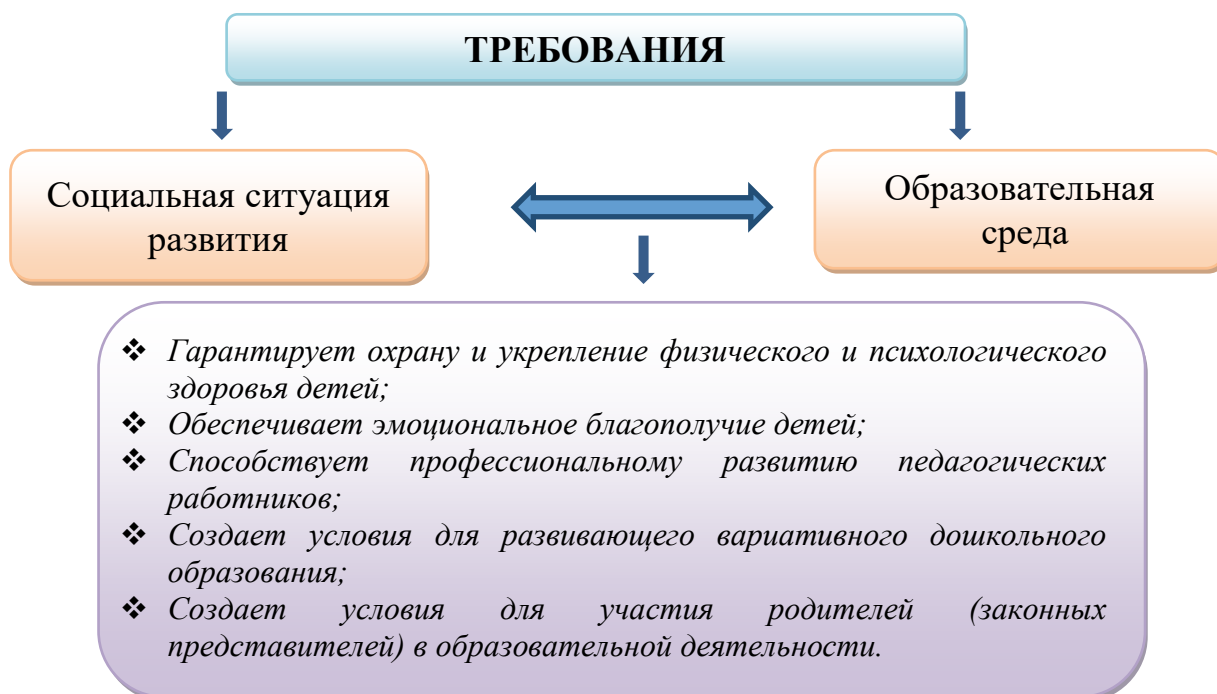 ТРЕБОВАНИЯ
Социальная ситуация
развития
Образовательная
среда
❖ Гарантирует охрану и укрепление физического и психологического
здоровья детей;
❖ Обеспечивает эмоциональное благополучие детей;
❖ Способствует профессиональному развитию педагогических
работников;
❖ Создает условия для развивающего вариативного дошкольного
образования;
❖ Создает условия для участия родителей (законных
представителей) в образовательной деятельности.